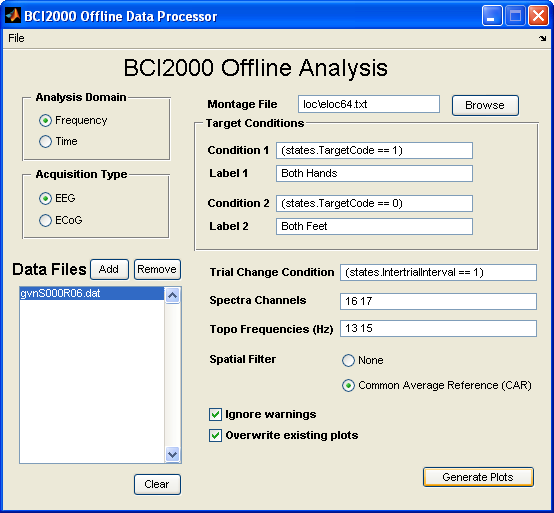 BCI2000 Offline Data Processor
File
BCI2000 Offline Analysis
Analysis Domain
Frequency
Time
Acquisition Type
EEG
ECoG
Data Files Add Remove
gvnS000R06.dat
Clear
Montage File loc\eloc64.txt Browse
Target Conditions
Condition 1 (states.TargetCode == 1)
Label 1 Both Hands
Condition 2 (states.TargetCode == 0)
Label 2 Both Feet
Trial Change Condition (states.IntertrialInterval == 1)
Spectra Channels 16 17
Topo Frequencies (Hz) 13 15
Spatial Filter None
Common Average Reference (CAR)
Ignore warnings
Overwrite existing plots
Generate Plots